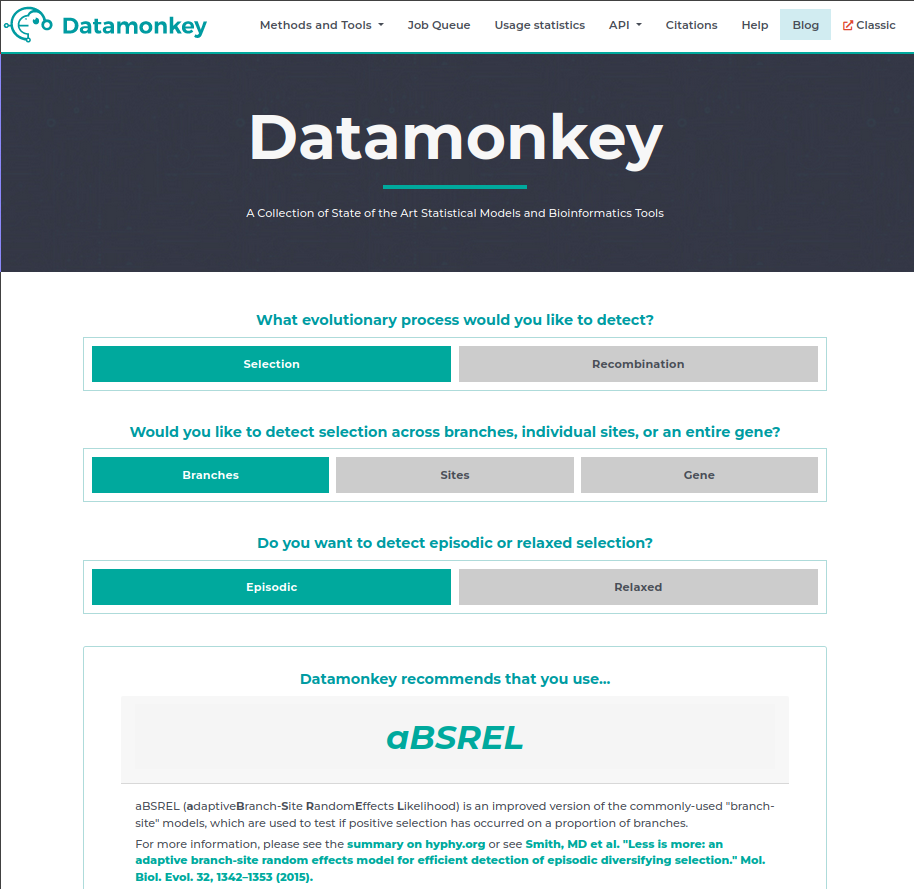 Datamonkey
Methods and Tools Job Queue Usage statistics API Citations Help Blog Classic
Datamonkey
A Collection of State of the Art Statistical Models and Bioinformatics Tools
What evolutionary process would you like to detect?
Selection Recombination
Would you like to detect selection across branches, individual sites, or an entire gene?
Branches Sites Gene
Do you want to detect episodic or relaxed selection?
Episodic Relaxed
Datamonkey recommends that you use...
aBSREL
aBSREL (adaptiveBranch-Site RandomEffects Likelihood) is an improved version of the commonly-used "branch-
site" models, which are used to test if positive selection has occurred on a proportion of branches.
For more information, please see the summary on hyphy.org or see Smith, MD et al. "Less is more: an
adaptive branch-site random effects model for efficient detection of episodic diversifying selection." Mol.
Biol. Evol. 32, 1342–1353 (2015).